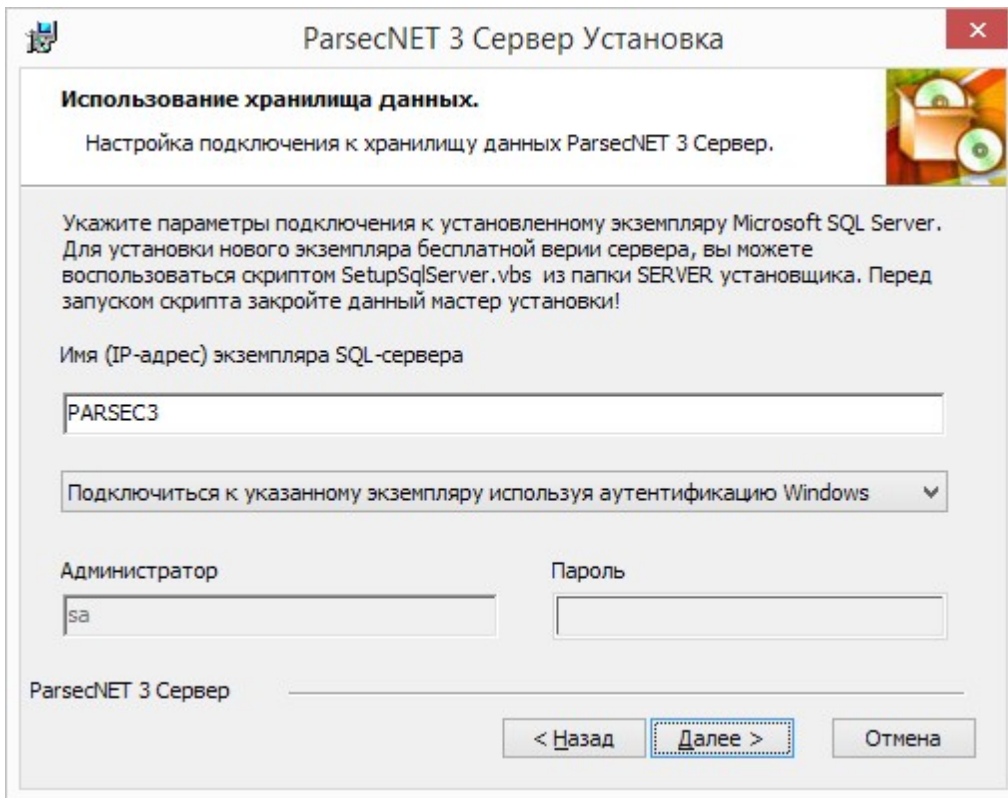 ParsecNET 3 Сервер Установка
Использование хранилища данных.
Настройка подключения к хранилищу данных ParsecNET 3 Сервер.
Укажите параметры подключения к установленному экземпляру Microsoft SQL Server.
Для установки нового экземпляра бесплатной верии сервера, вы можете
воспользоваться скриптом SetupSqlServer.vbs из папки SERVER установщика. Перед
запуском скрипта закройте данный мастер установки!
Имя (IP-адрес) экземпляра SQL-сервера
PARSEC3
Подключиться к указанному экземпляру используя аутентификацию Windows
Администратор Пароль
sa
ParsecNET 3 Сервер
< Назад Далее > Отмена